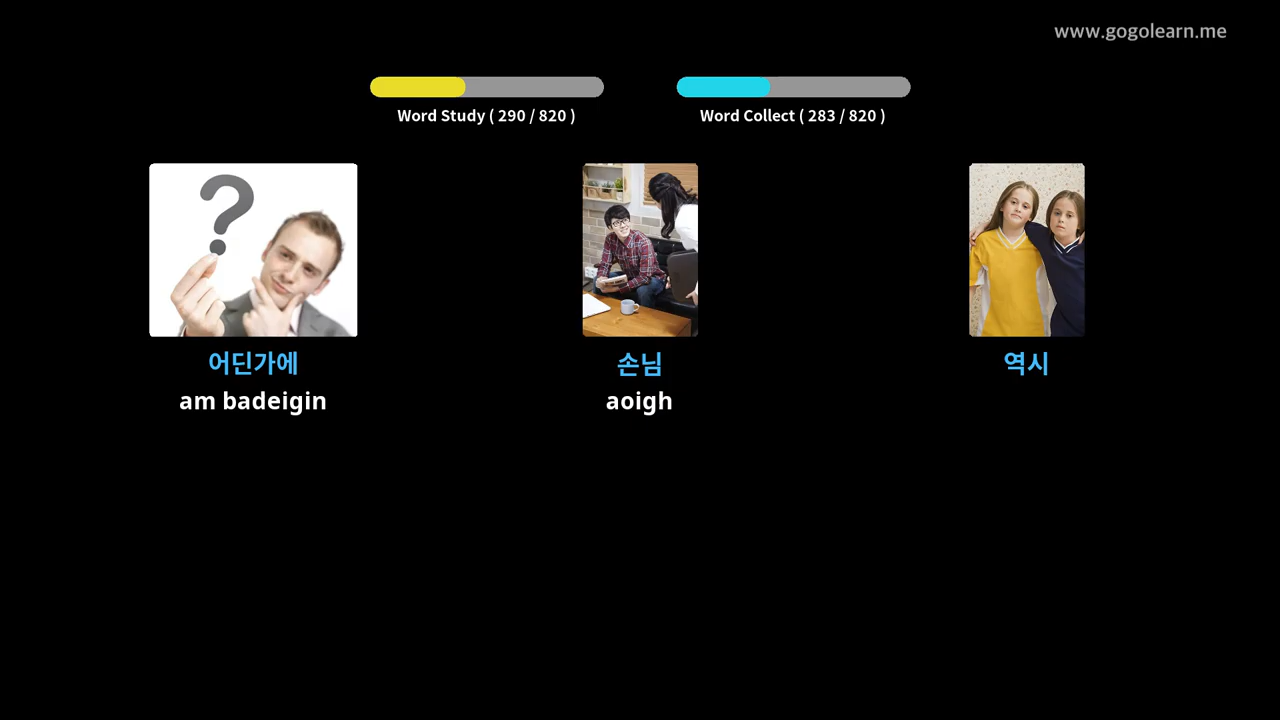 www.gogolearn.me
Word Study ( 290 / 820 )
Word Collect ( 283 / 820 )
어딘가에
am badeigin
손님
aoigh
역시